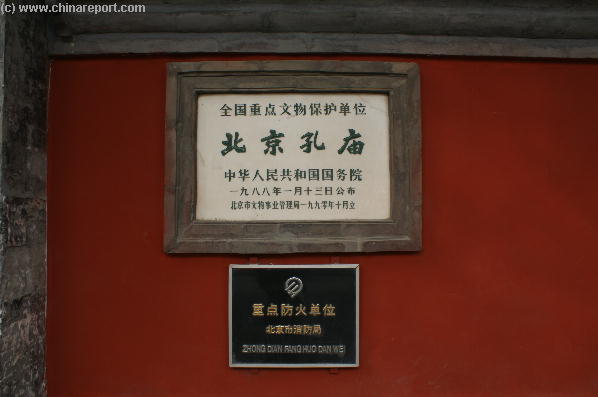 (c) www.chinareport.com
全国重点文物保护单位
北京孔庙
中华人民共和国国务院
一九八八年一月十三日公布
北京市文物事业管理局一九九零年十月立
重点防火单位
北京市消防局
ZHONG DIAN FANG HUO DAN WEI